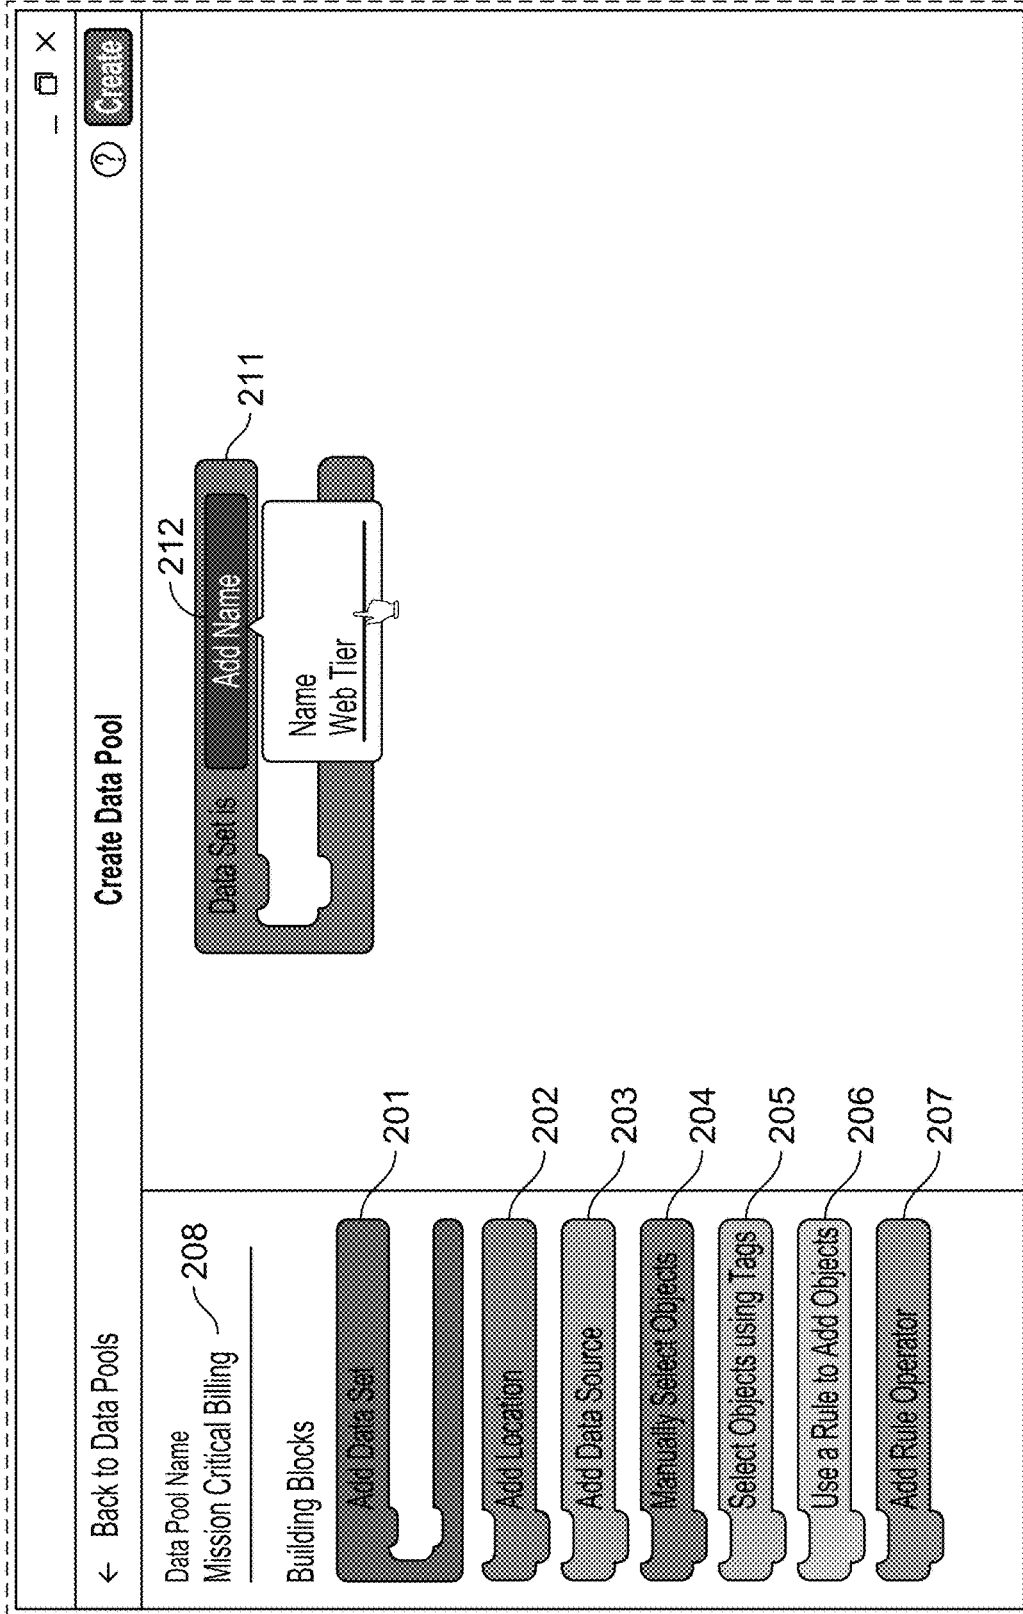 ← Back to Data Pools
Create Data Pool
? Create
Data Pool Name
Mission Critical Billing
208
Building Blocks
Add Data Set
201
Add Location
202
Add Data Source
203
Manually Select Objects
204
Select Objects using Tags
205
Use a Rule to Add Objects
206
Add Rule Operator
207
212
211
Data Set is:
Add Name
Name
Web Tier